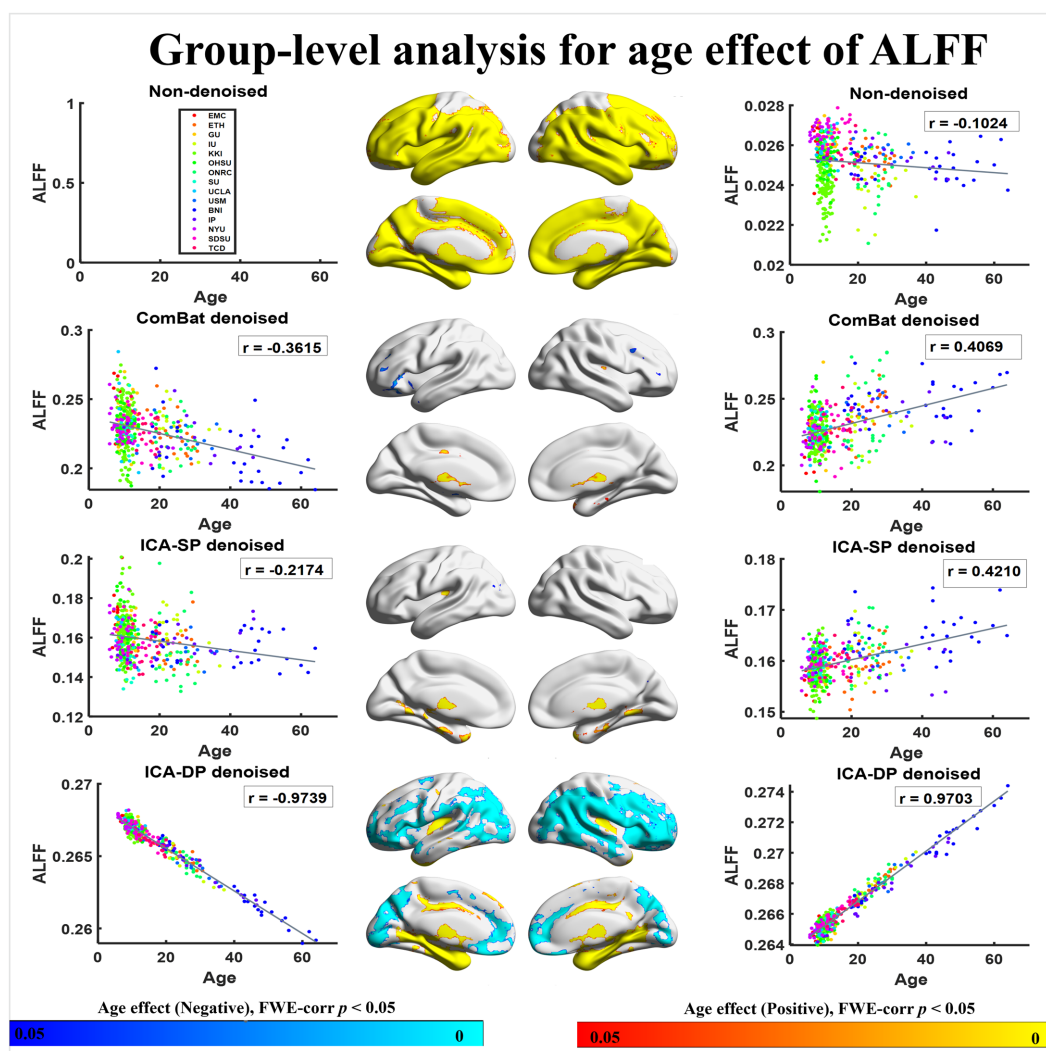 Group-level analysis for age effect of ALFF
Non-denoised
1
0.5
0
ALFF
0
20
40
60
Age
EMC
ETH
GU
IU
KKI
OHSU
ONRC
SU
UCLA
USM
BNI
IP
NYU
SDSU
TCD
Non-denoised
r = -0.1024
0.028
0.026
0.024
0.022
0.02
ALFF
0
20
40
60
Age
ComBat denoised
r = -0.3615
0.3
0.25
0.2
ALFF
0
20
40
60
Age
ComBat denoised
r = 0.4069
0.3
0.25
0.2
ALFF
0
20
40
60
Age
ICA-SP denoised
r = -0.2174
0.2
0.18
0.16
0.14
0.12
ALFF
0
20
40
60
Age
ICA-SP denoised
r = 0.4210
0.18
0.17
0.16
0.15
ALFF
0
20
40
60
Age
ICA-DP denoised
r = -0.9739
0.27
0.265
0.26
ALFF
0
20
40
60
Age
ICA-DP denoised
r = 0.9703
0.274
0.272
0.27
0.268
0.266
0.264
ALFF
0
20
40
60
Age
Age effect (Negative), FWE-corr p < 0.05
0.05
0
Age effect (Positive), FWE-corr p < 0.05
0.05
0